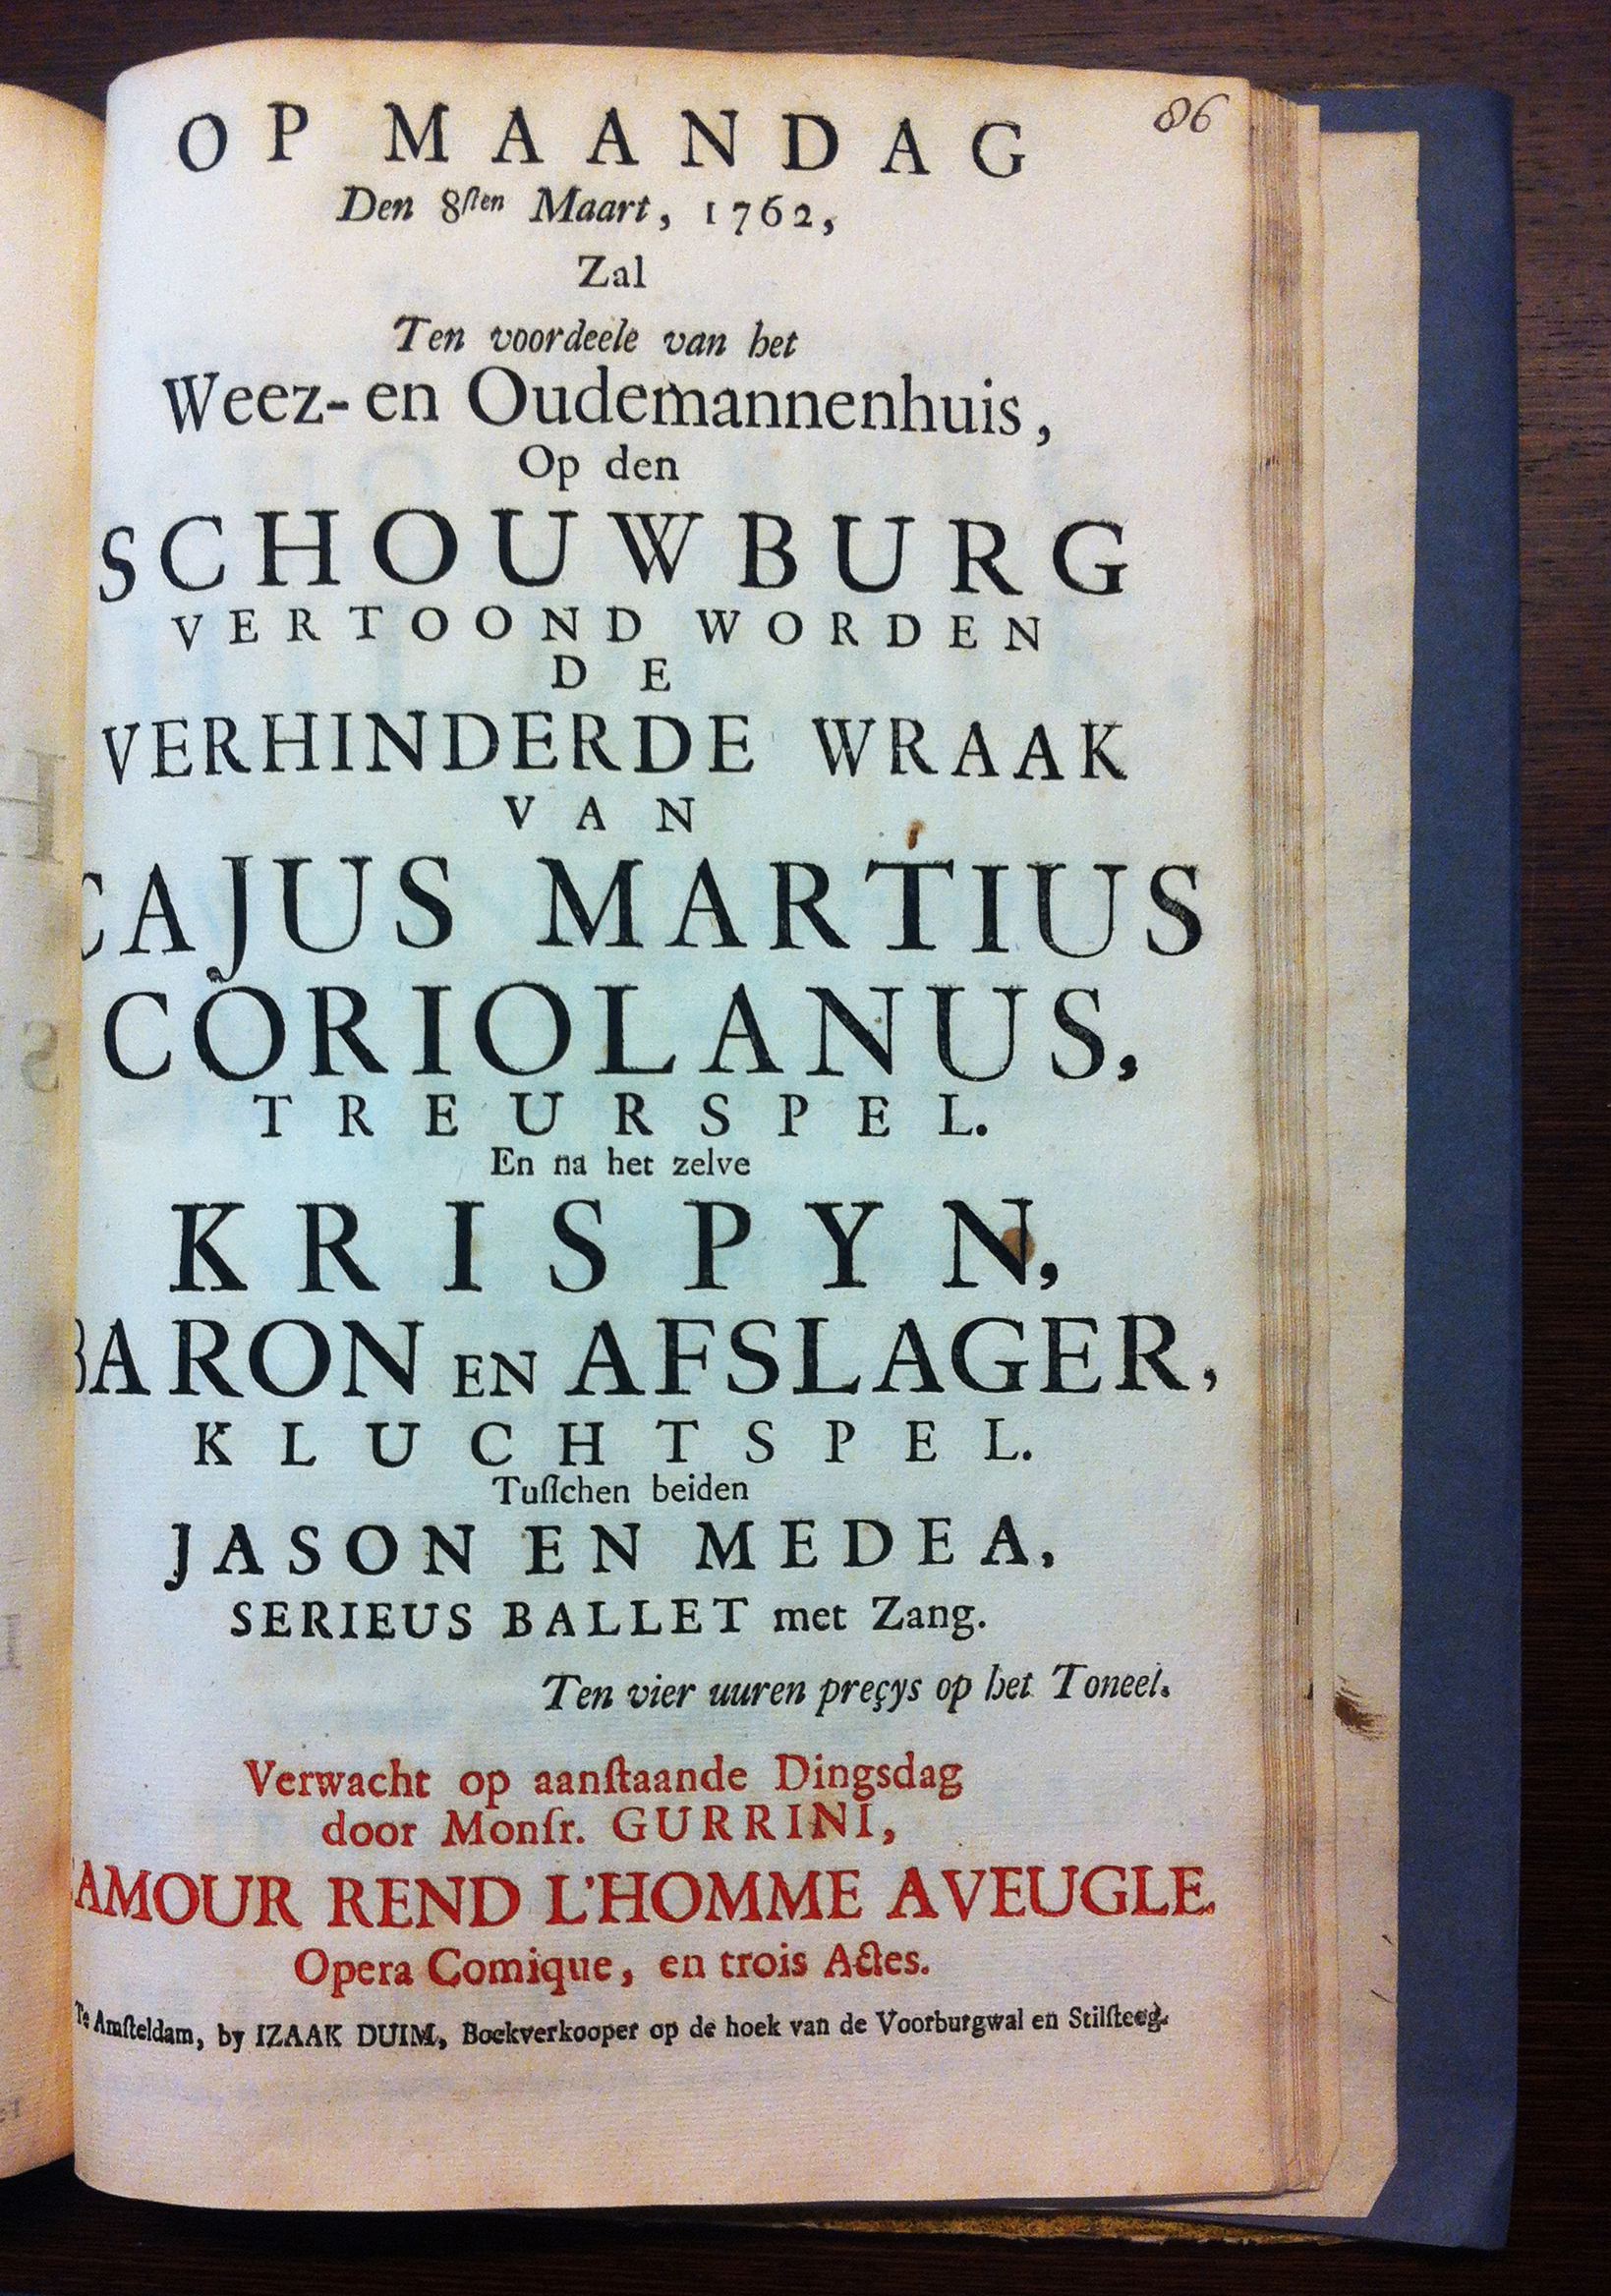 86
OP MAANDAG
Den 8ſten Maart, 1762,
Zal
Ten voordeele van het
Weez- en Oudemannenhuis,
Op den
SCHOUWBURG
VERTOOND WORDEN
DE
VERHINDERDE WRAAK
VAN
CAJUS MARTIUS
CORIOLANUS,
TREURSPEL.
En na het zelve
KRISPYN,
BARON EN AFSLAGER,
KLUCHTSPEL.
Tuſſchen beiden
JASON EN MEDEA,
SERIEUS BALLET met Zang.
Ten vier uuren preçys op het Toneel.
Verwacht op aanſtaande Dingsdag
door Monſr. GURRINI,
'AMOUR REND L'HOMME AVEUGLE.
Opera Comique, en trois Actes.
Te Amſteldam, by IZAAK DUIM, Boekverkooper op de hoek van de Voorburgwal en Stilſteeg.